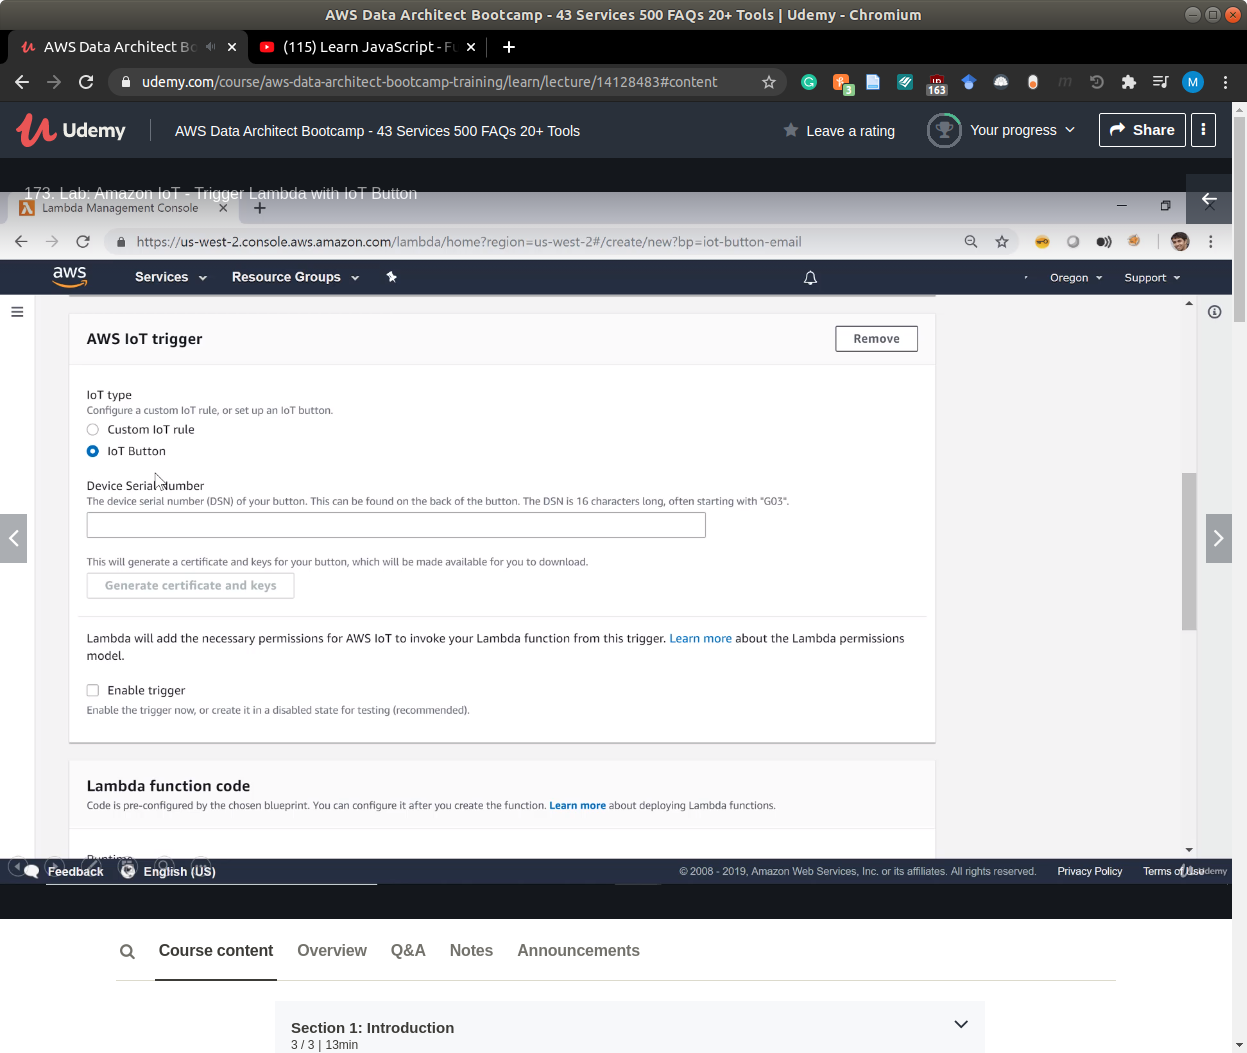 AWS Data Architect Bootcamp - 43 Services 500 FAQs 20+ Tools | Udemy - Chromium
AWS Data Architect Bo
(115) Learn JavaScript - Fu
udemy.com/course/aws-data-architect-bootcamp-training/learn/lecture/14128483#content
3
163
M
Udemy
AWS Data Architect Bootcamp - 43 Services 500 FAQs 20+ Tools
Leave a rating
Your progress
Share
173. Lab: Amazon IoT - Trigger Lambda with IoT Button
Lambda Management Console
https://us-west-2.console.aws.amazon.com/lambda/home?region=us-west-2#/create/new?bp=iot-button-email
aws
Services
Resource Groups
Oregon
Support
AWS IoT trigger
Remove
IoT type
Configure a custom IoT rule, or set up an IoT button.
Custom IoT rule
IoT Button
Device Serial Number
The device serial number (DSN) of your button. This can be found on the back of the button. The DSN is 16 characters long, often starting with "G03".
This will generate a certificate and keys for your button, which will be made available for you to download.
Generate certificate and keys
Lambda will add the necessary permissions for AWS IoT to invoke your Lambda function from this trigger. Learn more about the Lambda permissions
model.
Enable trigger
Enable the trigger now, or create it in a disabled state for testing (recommended).
Lambda function code
Code is pre-configured by the chosen blueprint. You can configure it after you create the function. Learn more about deploying Lambda functions.
Runtime
Feedback
English (US)
© 2008 - 2019, Amazon Web Services, Inc. or its affiliates. All rights reserved.
Privacy Policy
Terms of Use
Udemy
Course content
Overview
Q&A
Notes
Announcements
Section 1: Introduction
3 / 3 | 13min